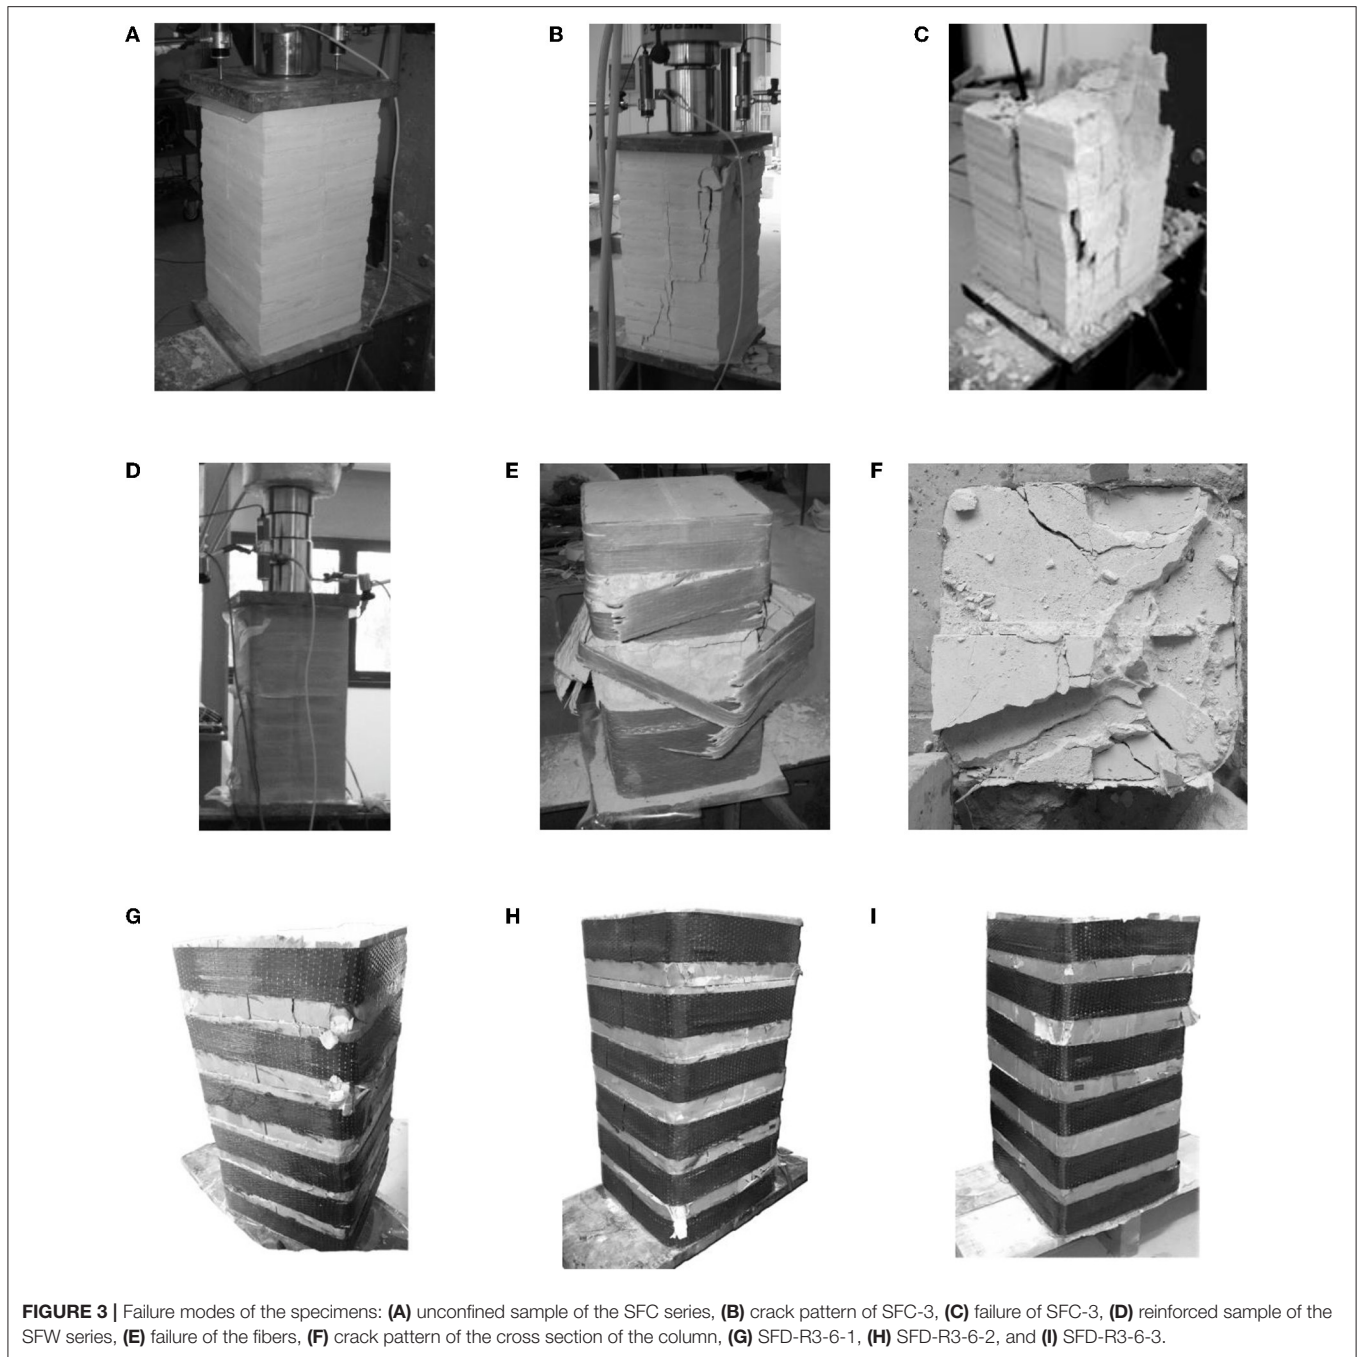 A
B
C
D
E
F
G
H
I
FIGURE 3 | Failure modes of the specimens: (A) unconfined sample of the SFC series, (B) crack pattern of SFC-3, (C) failure of SFC-3, (D) reinforced sample of the
SFW series, (E) failure of the fibers, (F) crack pattern of the cross section of the column, (G) SFD-R3-6-1, (H) SFD-R3-6-2, and (I) SFD-R3-6-3.